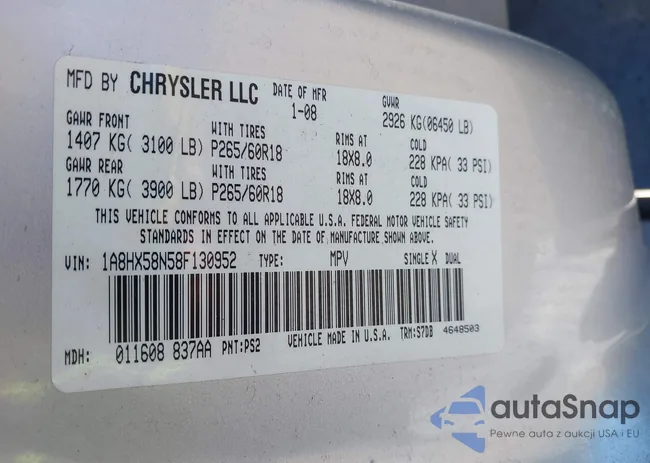 MFD BY CHRYSLER LLC DATE OF MFR GVWR
1-08 2926 KG(06450 LB)
GAWR FRONT WITH TIRES RIMS AT COLD
1407 KG( 3100 LB) P265/60R18 18X8.0 228 KPA( 33 PSI)
GAWR REAR WITH TIRES RIMS AT COLD
1770 KG( 3900 LB) P265/60R18 18X8.0 228 KPA( 33 PSI)
THIS VEHICLE CONFORMS TO ALL APPLICABLE U.S.A. FEDERAL MOTOR VEHICLE SAFETY
STANDARDS IN EFFECT ON THE DATE OF MANUFACTURE SHOWN ABOVE.
VIN: 1A8HX58N58F130952 TYPE: MPV SINGLE X DUAL
MDH: 011608 837AA PNT:PS2 VEHICLE MADE IN U.S.A. TRM:S7DB 4648503
autaSnap
Pewne auta z aukcji USA i EU